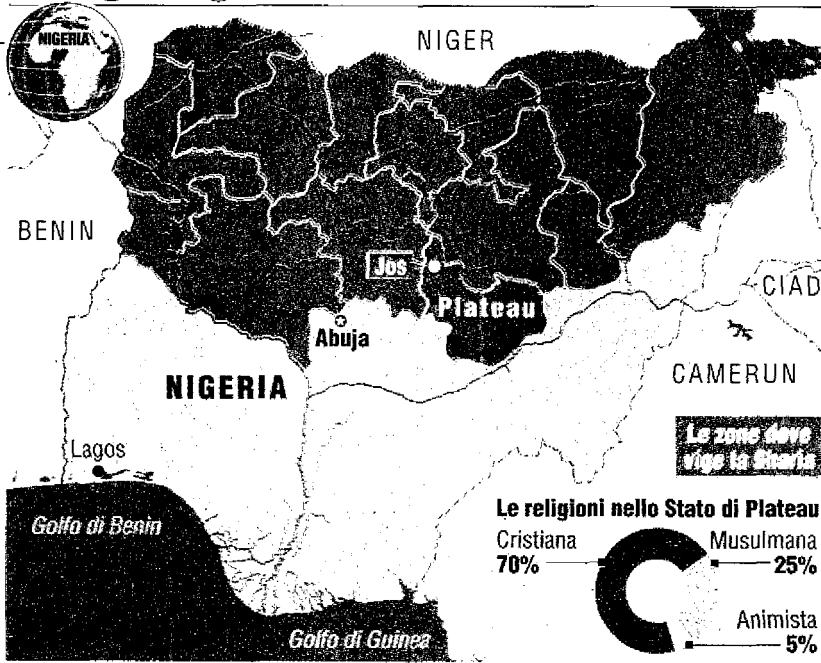 NIGERIA
NIGER
BENIN
Jos
Plateau
Abuja
CIAD
NIGERIA
CAMERUN
Lagos
Le zone dove
vige la Sharia
Golfo di Benin
Le religioni nello Stato di Plateau
Cristiana
70%
Musulmana
25%
Animista
5%
Golfo di Guinea